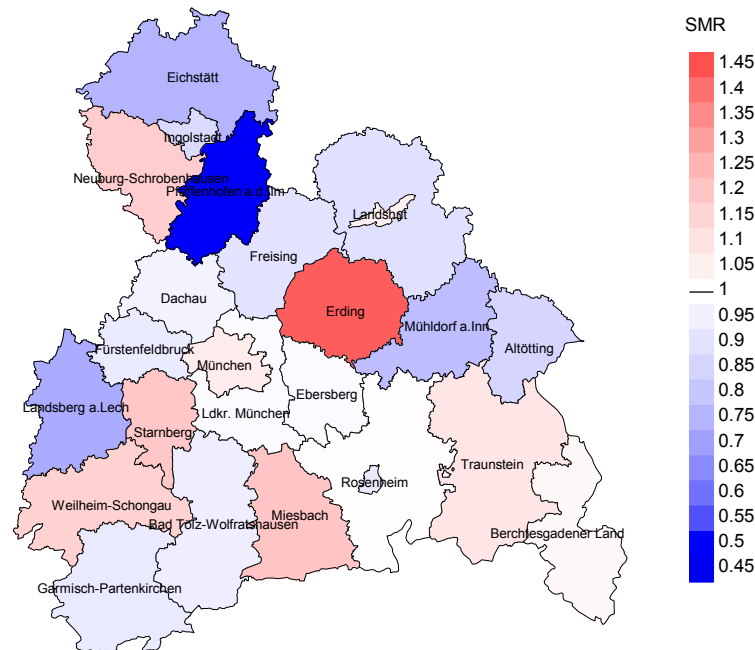 SMR
1.45
1.4
1.35
1.3
1.25
1.2
1.15
1.1
1.05
1
0.95
0.9
0.85
0.8
0.75
0.7
0.65
0.6
0.55
0.5
0.45
Eichstätt
Ingolstadt
Neuburg-Schrobenhausen
Pfaffenhofen a.d.Ilm
Landshut
Freising
Dachau
Erding
Mühldorf a.Inn
Altötting
Fürstenfeldbruck
München
Ebersberg
Landsberg a.Lech
Ldkr. München
Starnberg
Traunstein
Rosenheim
Weilheim-Schongau
Miesbach
Bad Tölz-Wolfratshausen
Berchtesgadener Land
Garmisch-Partenkirchen